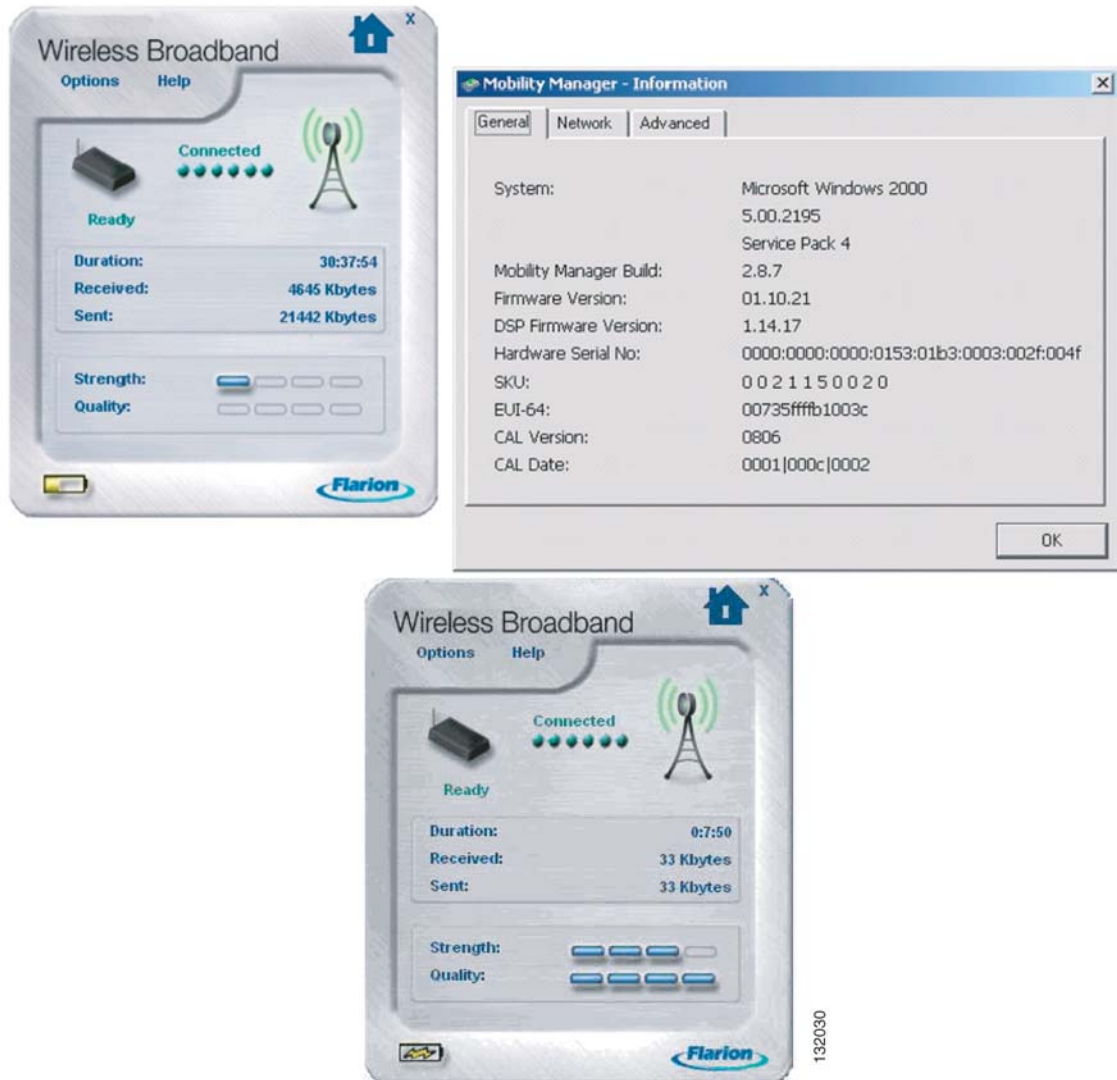 Wireless Broadband
X
Options Help
Connected
Ready
Duration: 30:37:54
Received: 4645 Kbytes
Sent: 21442 Kbytes
Strength:
Quality:
Flarion
Mobility Manager - Information
General Network Advanced
System: Microsoft Windows 2000
5.00.2195
Service Pack 4
Mobility Manager Build: 2.8.7
Firmware Version: 01.10.21
DSP Firmware Version: 1.14.17
Hardware Serial No: 0000:0000:0000:0153:01b3:0003:002f:004f
SKU: 0 0 2 1 1 5 0 0 2 0
EUI-64: 00735ffffb1003c
CAL Version: 0806
CAL Date: 0001|000c|0002
OK
Wireless Broadband
X
Options Help
Connected
Ready
Duration: 0:7:50
Received: 33 Kbytes
Sent: 33 Kbytes
Strength:
Quality:
Flarion
132030